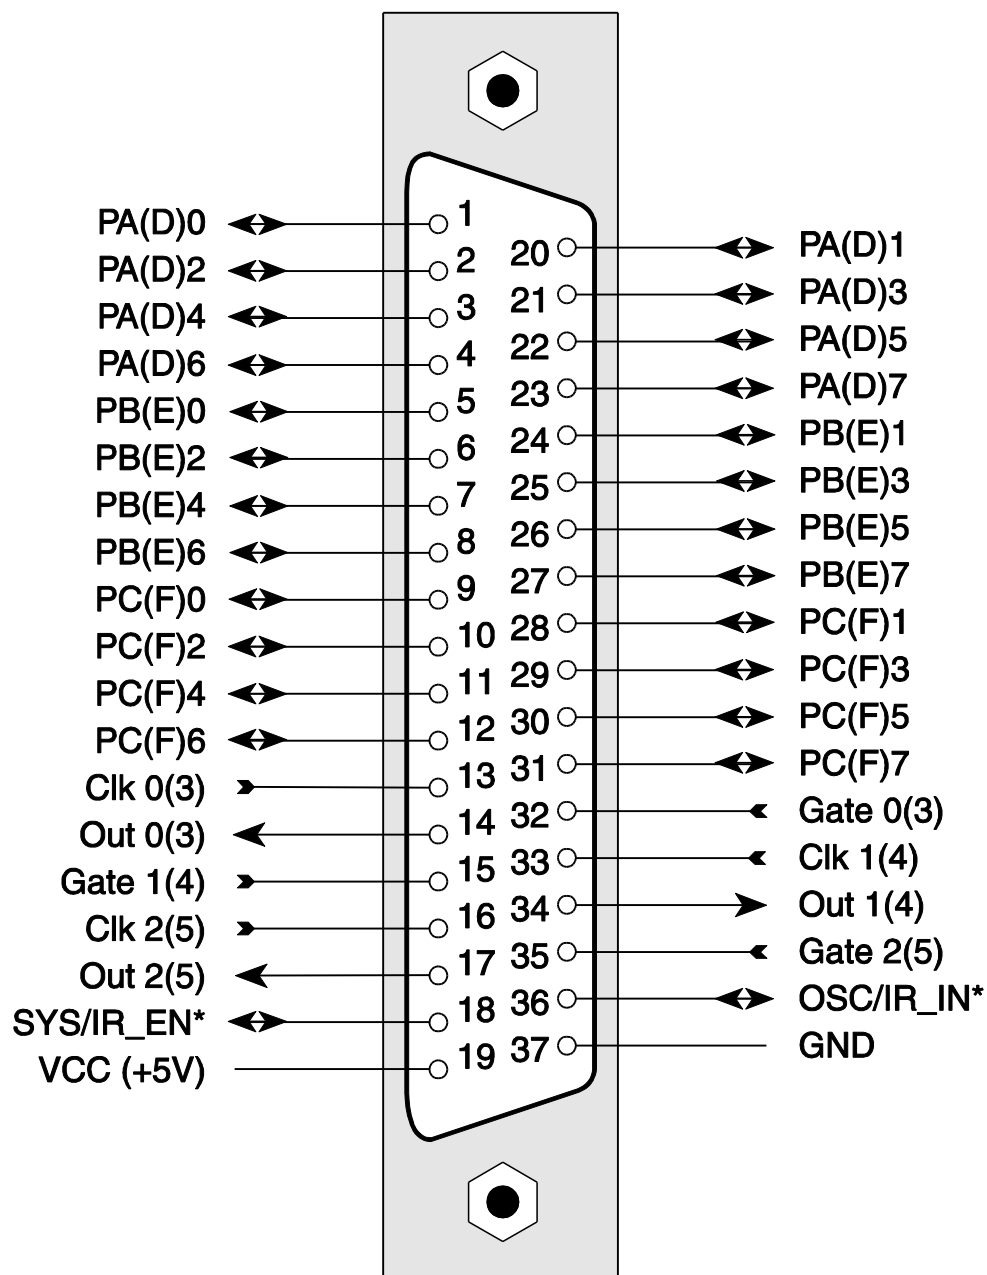 PA(D)0 1
PA(D)2 2
PA(D)4 3
PA(D)6 4
PB(E)0 5
PB(E)2 6
PB(E)4 7
PB(E)6 8
PC(F)0 9
PC(F)2 10
PC(F)4 11
PC(F)6 12
Clk 0(3) 13
Out 0(3) 14
Gate 1(4) 15
Clk 2(5) 16
Out 2(5) 17
SYS/IR_EN* 18
VCC (+5V) 19
20 PA(D)1
21 PA(D)3
22 PA(D)5
23 PA(D)7
24 PB(E)1
25 PB(E)3
26 PB(E)5
27 PB(E)7
28 PC(F)1
29 PC(F)3
30 PC(F)5
31 PC(F)7
32 Gate 0(3)
33 Clk 1(4)
34 Out 1(4)
35 Gate 2(5)
36 OSC/IR_IN*
37 GND